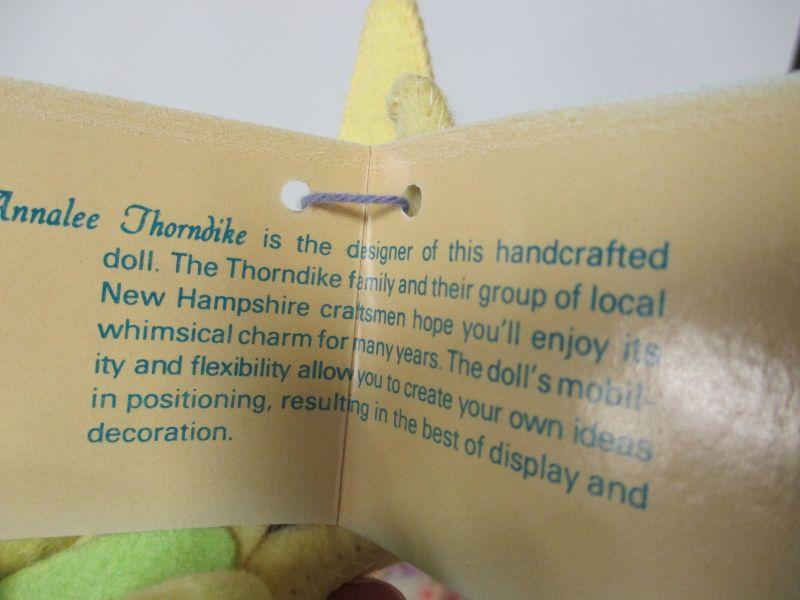 Annalee Thorndike is the designer of this handcrafted
doll. The Thorndike family and their group of local
New Hampshire craftsmen hope you'll enjoy its
whimsical charm for many years. The doll's mobil-
ity and flexibility allow you to create your own ideas
in positioning, resulting in the best of display and
decoration.